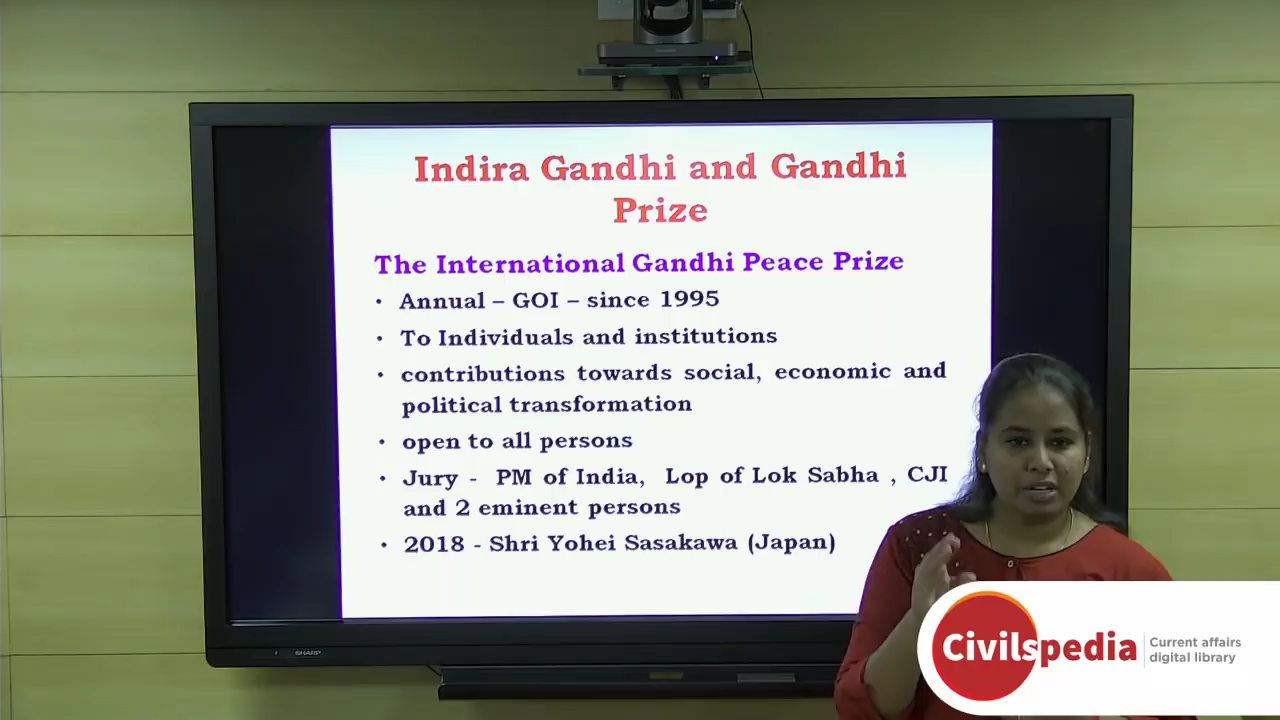 Indira Gandhi and Gandhi
Prize
The International Gandhi Peace Prize
• Annual – GOI – since 1995
• To Individuals and institutions
• contributions towards social, economic and
political transformation
• open to all persons
• Jury - PM of India, Lop of Lok Sabha , CJI
and 2 eminent persons
• 2018 - Shri Yohei Sasakawa (Japan)
SHARP
Civilspedia
Current affairs
digital library